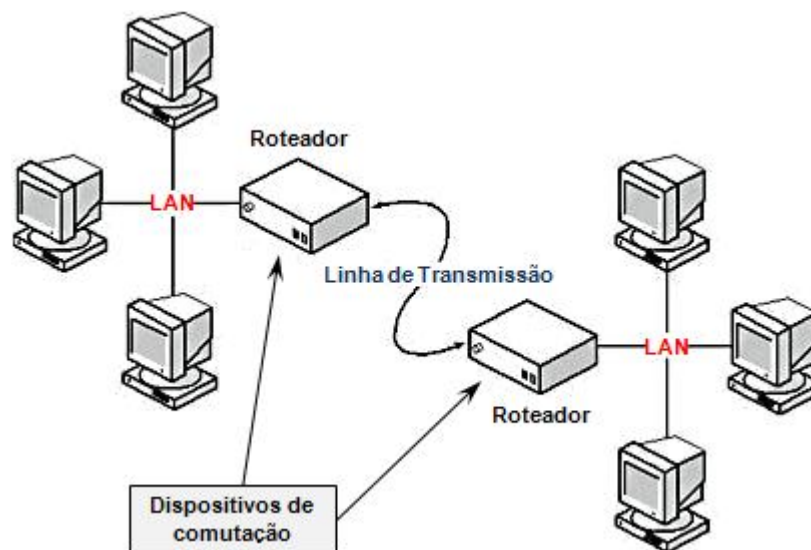 Roteador
LAN
Linha de Transmissão
LAN
Roteador
Dispositivos de
comutação